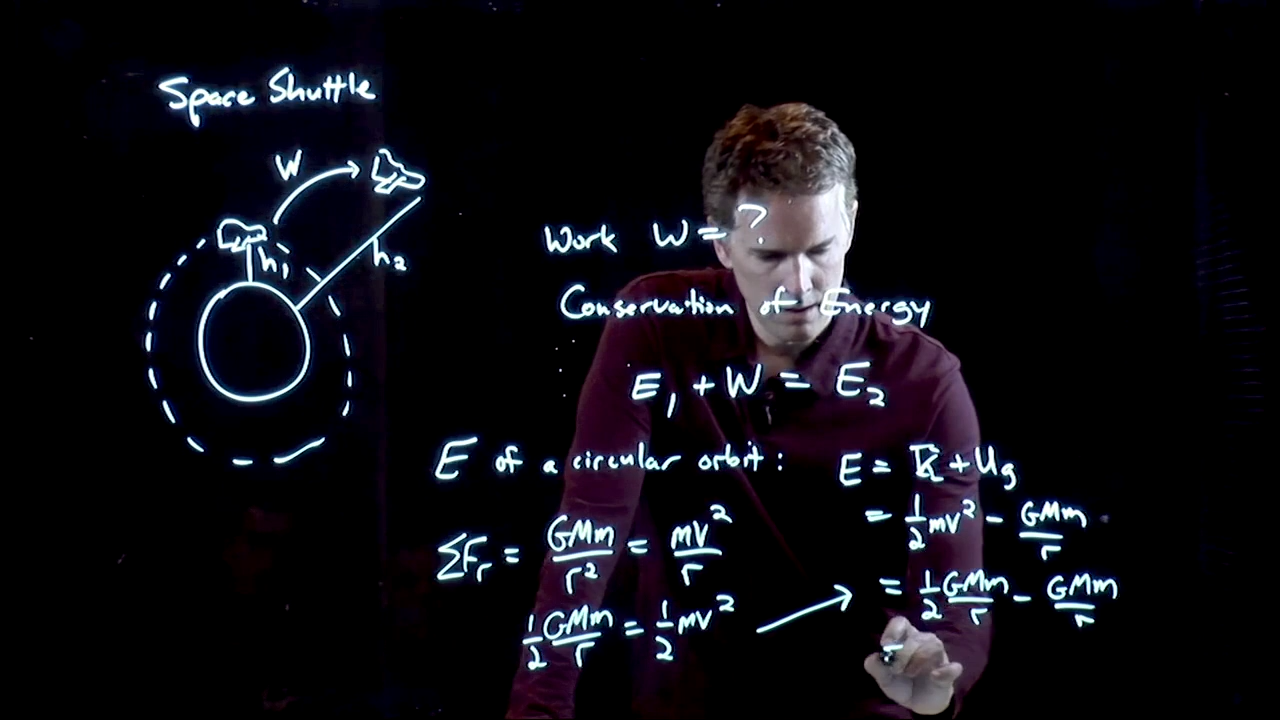 Space Shuttle
W
h₁
h₂
Work W = ?
Conservation of Energy
E₁ + W = E₂
E of a circular orbit :
E = K + Ug
= 1/2 mv² - GMm/r
ΣFr = GMm/r² = mv²/r
= 1/2 GMm/r - GMm/r
1/2 GMm/r = 1/2 mv² →
=